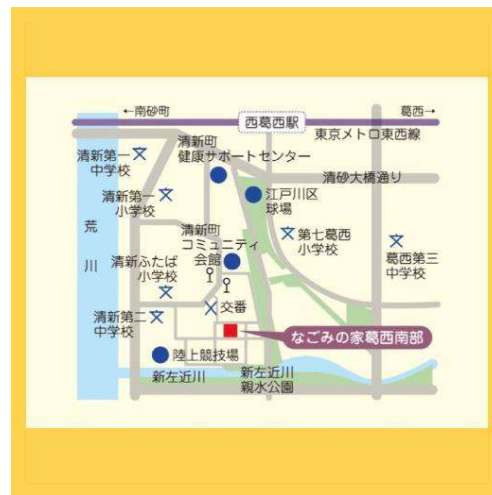 ←南砂町
葛西→
西葛西駅
東京メトロ東西線
清新町
健康サポートセンター
清新第一
中学校
清砂大橋通り
清新第一
小学校
江戸川区
球場
荒川
清新町
コミュニティ
会館
第七葛西
小学校
葛西第三
中学校
清新ふたば
小学校
交番
清新第二
中学校
なごみの家葛西南部
陸上競技場
新左近川
新左近川
親水公園